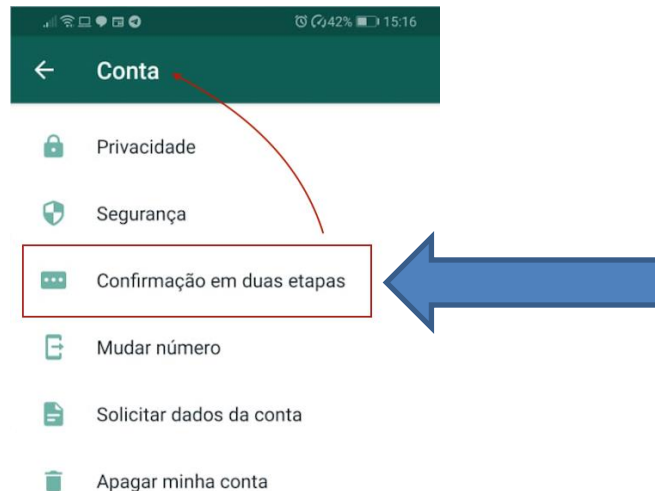 42% 15:16
Conta
Privacidade
Segurança
Confirmação em duas etapas
Mudar número
Solicitar dados da conta
Apagar minha conta